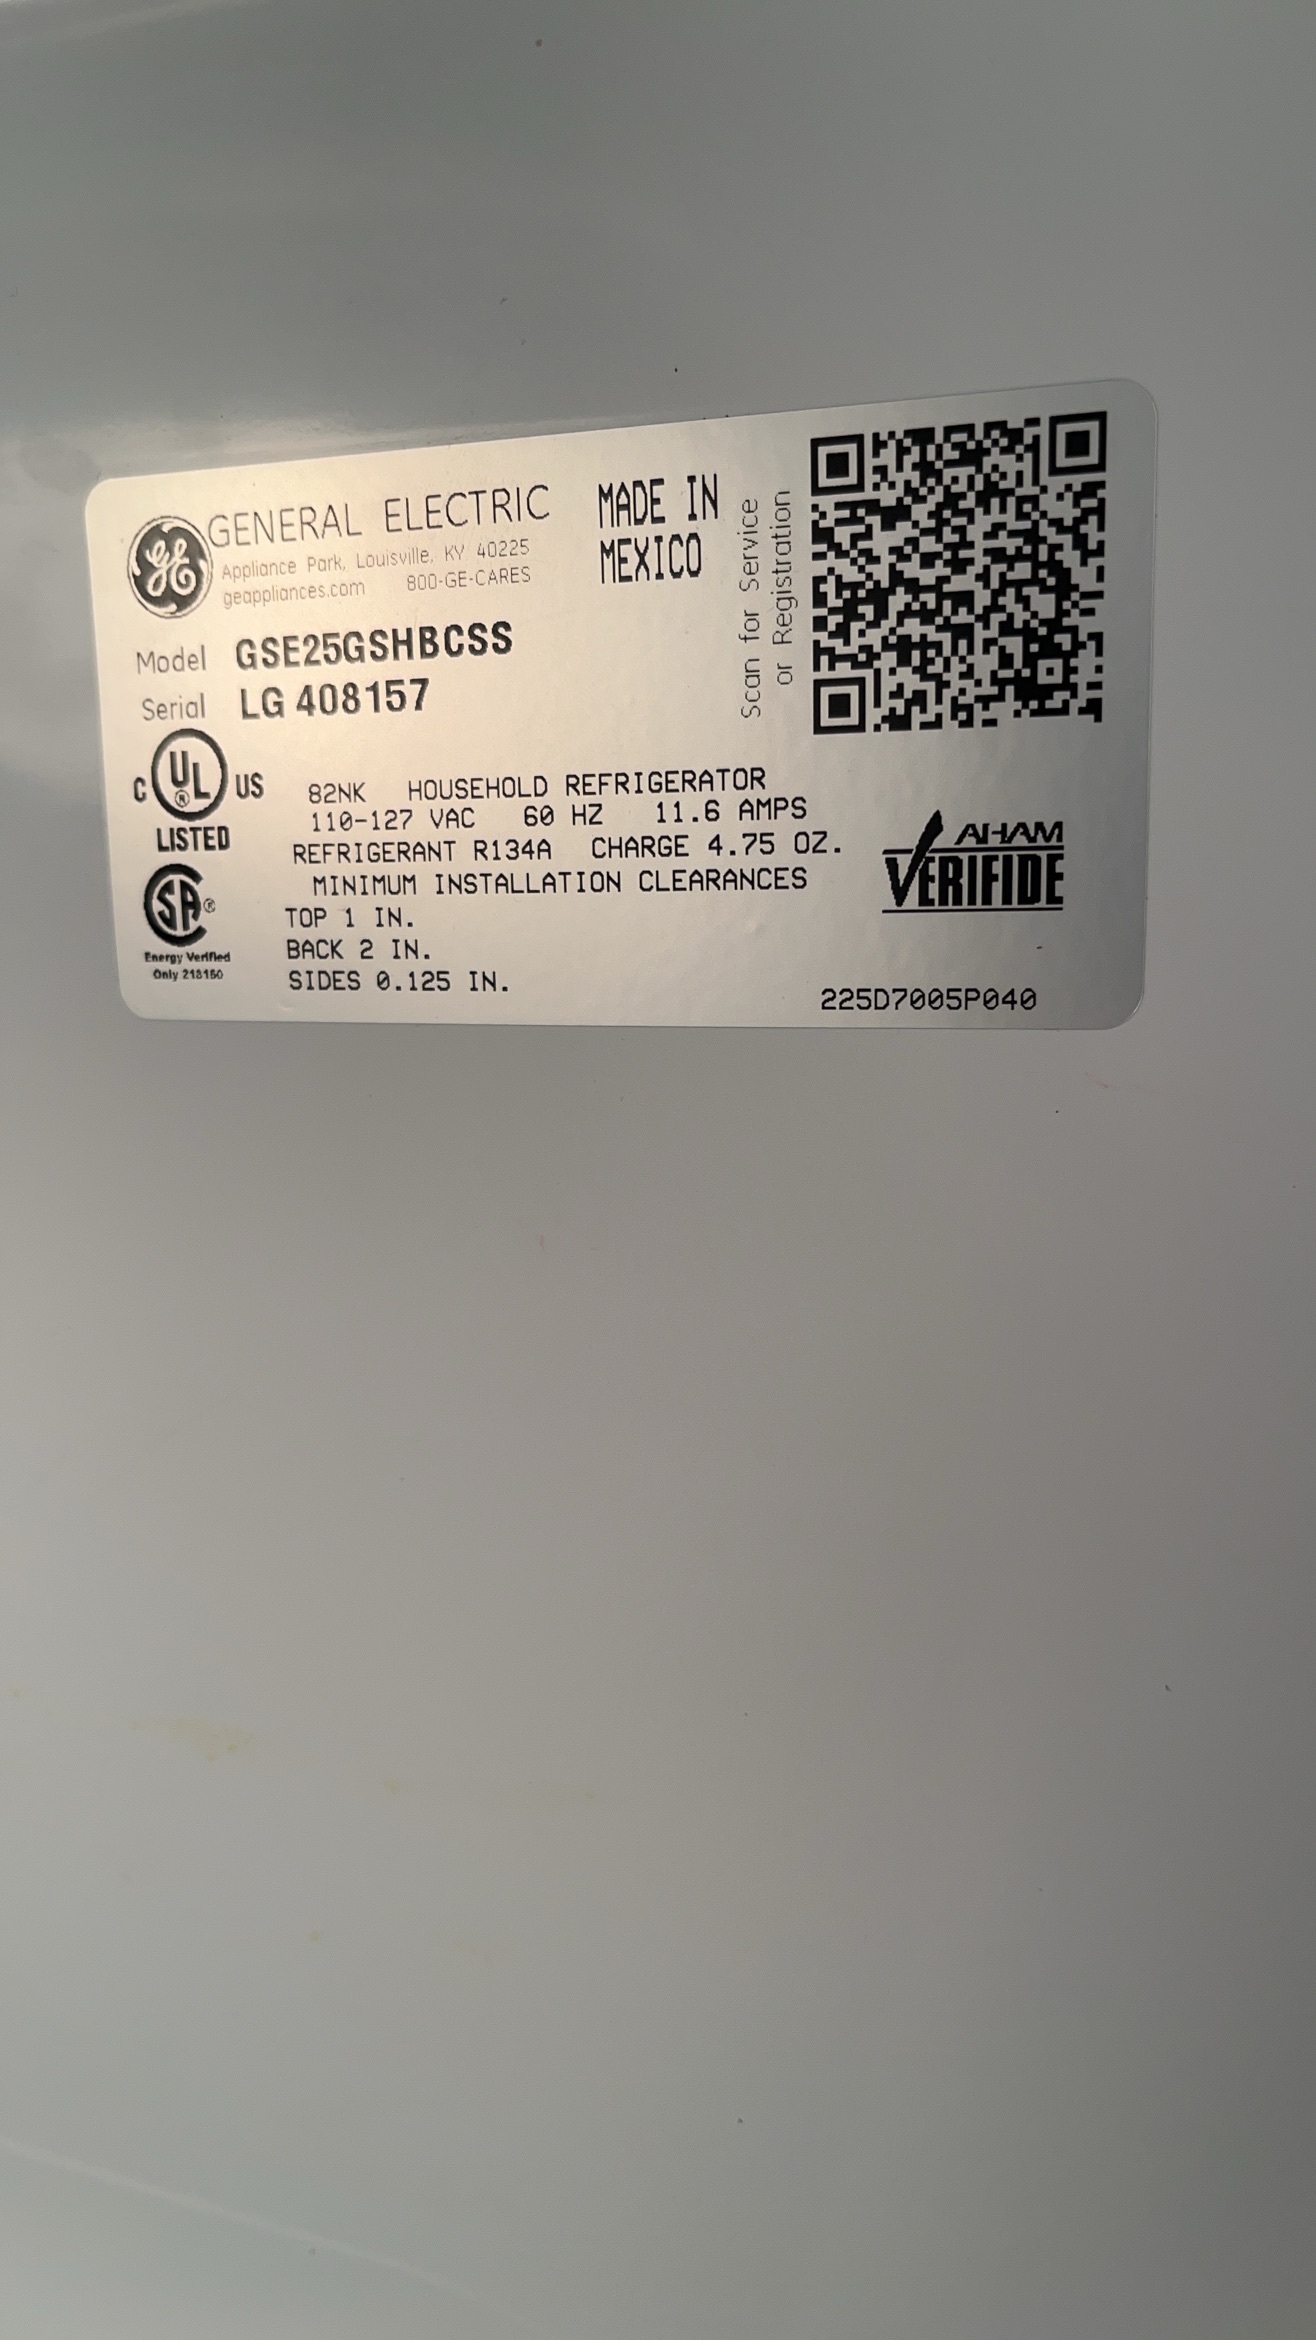 GENERAL ELECTRIC
Appliance Park, Louisville, KY 40225
geappliances.com 800-GE-CARES
MADE IN
MEXICO
Scan for Service
or Registration
Model GSE25GSHBCSS
Serial LG 408157
C UL ® US
LISTED
SA ®
Energy Verified
Only 218160
82NK HOUSEHOLD REFRIGERATOR
110-127 VAC 60 HZ 11.6 AMPS
REFRIGERANT R134A CHARGE 4.75 OZ.
MINIMUM INSTALLATION CLEARANCES
TOP 1 IN.
BACK 2 IN.
SIDES 0.125 IN.
AHAM
VERIFIDE
225D7005P040